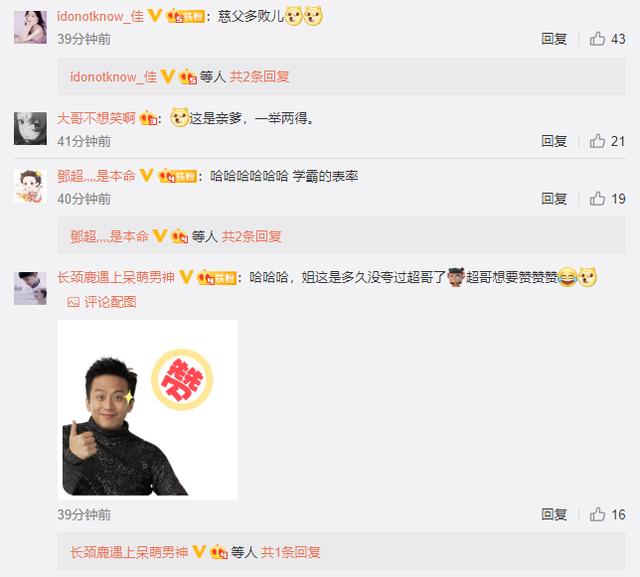 idonotknow_佳 铁粉：慈父多败儿
39分钟前 回复 43
idonotknow_佳 等人 共2条回复
大哥不想笑啊：这是亲爹，一举两得。
41分钟前 回复 21
鄧超灬是本命 铁粉：哈哈哈哈哈哈 学霸的表率
40分钟前 回复 19
鄧超灬是本命 等人 共2条回复
长颈鹿遇上呆萌男神 铁粉：哈哈哈，姐这是多久没夸过超哥了超哥想要赞赞赞
评论配图
赞
39分钟前 回复 16
长颈鹿遇上呆萌男神 等人 共1条回复